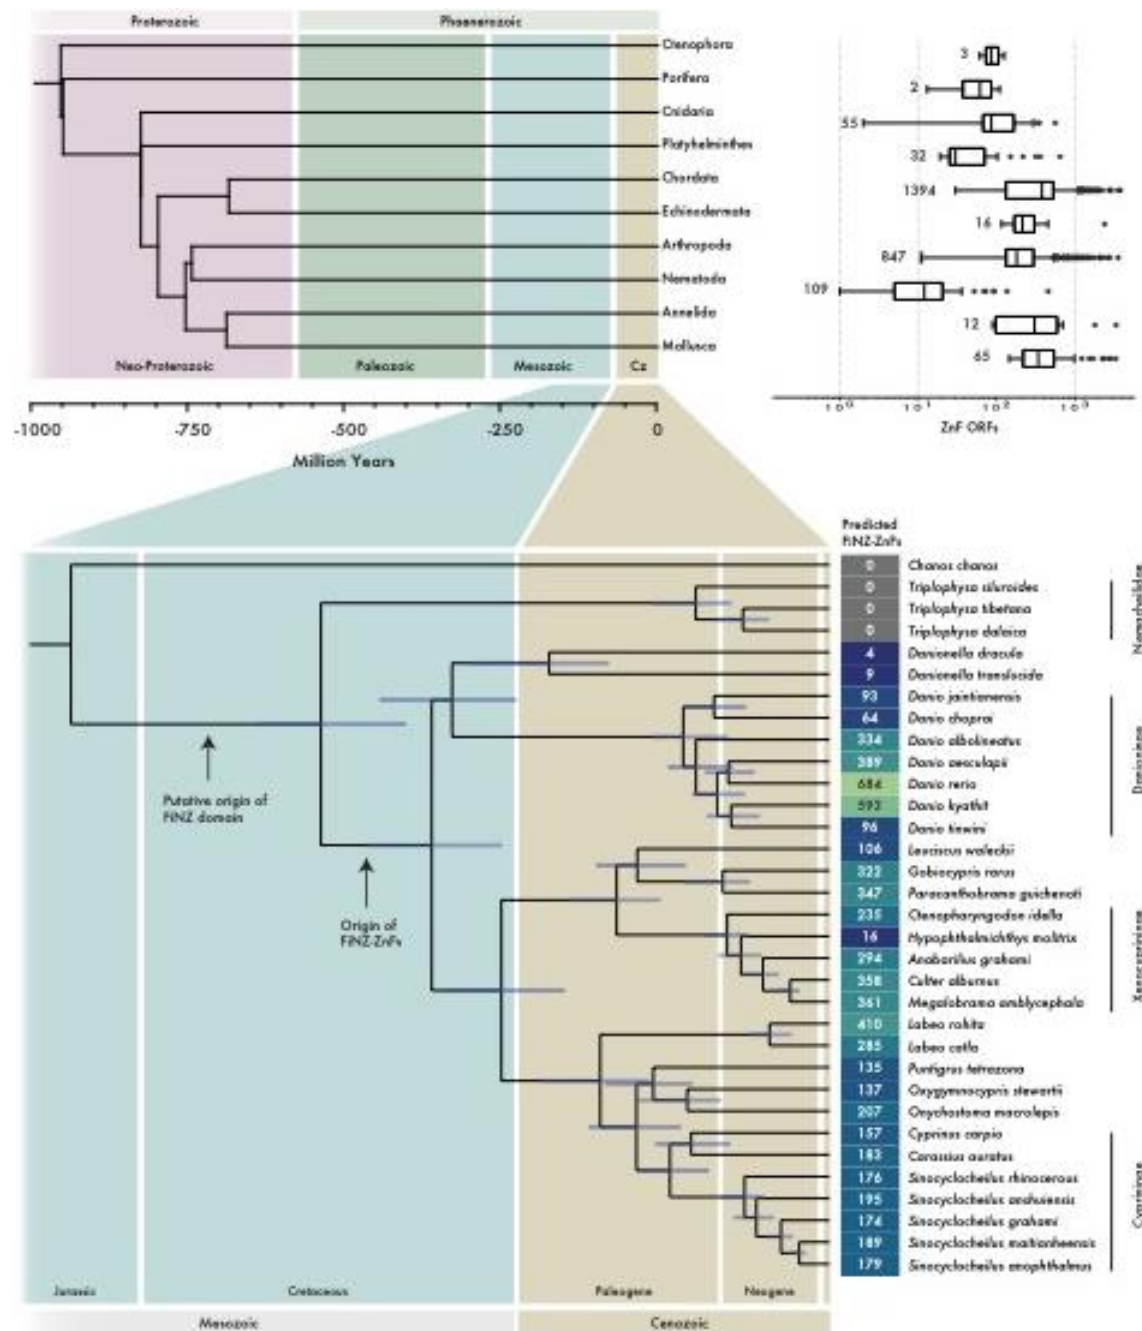 Proterozoic Phaenerozoic
Ctenophora
Porifera
Cnidaria
Platyhelminthes
Chordata
Echinodermata
Arthropoda
Nematoda
Annelida
Mollusca
Neo-Proterozoic Paleozoic Mesozoic Cz
3
2
55
32
1394
16
847
109
12
65
10⁰ 10¹ 10² 10³
ZnF ORFs
-1000 -750 -500 -250 0
Million Years
Predicted
FiNZ-ZnFs
0 Chanos chanos
0 Triplophysa siluroides
0 Triplophysa tibetana
0 Triplophysa dalaica
4 Danionella dracula
9 Danionella translucida
93 Danio jaintianensis
64 Danio choprai
334 Danio albolineatus
389 Danio aesculapii
684 Danio rerio
593 Danio kyathit
96 Danio tinwini
106 Leuciscus waleckii
322 Gobiocypris rarus
347 Paracanthobrama guichenoti
235 Ctenopharyngodon idella
16 Hypophthalmichthys molitrix
294 Anabarilus grahami
358 Culter alburnus
361 Megalobrama amblycephala
410 Labeo rohita
285 Labeo catla
135 Puntigrus tetrazona
137 Oxygymnocypris stewartii
207 Onychostoma macrolepis
157 Cyprinus carpio
183 Carassius auratus
176 Sinocyclocheilus rhinocerous
195 Sinocyclocheilus anshuiensis
174 Sinocyclocheilus grahami
189 Sinocyclocheilus maitianheensis
179 Sinocyclocheilus anophthalmus
Putative origin of
FiNZ domain
Origin of
FiNZ-ZnFs
Jurassic Cretaceous Paleogene Neogene
Mesozoic Cenozoic